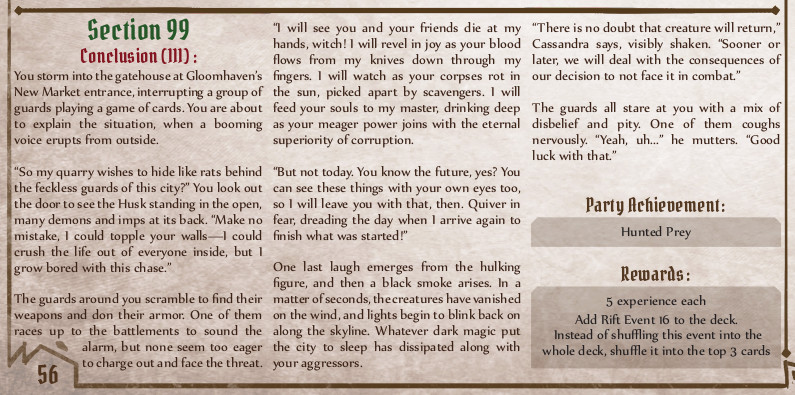 Section 99
Conclusion (111) :
You storm into the gatehouse at Gloomhaven's
New Market entrance, interrupting a group of
guards playing a game of cards. You are about
to explain the situation, when a booming
voice erupts from outside.
"So my quarry wishes to hide like rats behind
the feckless guards of this city?" You look out
the door to see the Husk standing in the open,
many demons and imps at its back. "Make no
mistake, I could topple your walls—I could
crush the life out of everyone inside, but I
grow bored with this chase."
The guards around you scramble to find their
weapons and don their armor. One of them
races up to the battlements to sound the
alarm, but none seem too eager
to charge out and face the threat.
56
"I will see you and your friends die at my
hands, witch! I will revel in joy as your blood
flows from my knives down through my
fingers. I will watch as your corpses rot in
the sun, picked apart by scavengers. I will
feed your souls to my master, drinking deep
as your meager power joins with the eternal
superiority of corruption.
"But not today. You know the future, yes? You
can see these things with your own eyes too,
so I will leave you with that, then. Quiver in
fear, dreading the day when I arrive again to
finish what was started!"
One last laugh emerges from the hulking
figure, and then a black smoke arises. In a
matter of seconds, the creatures have vanished
on the wind, and lights begin to blink back on
along the skyline. Whatever dark magic put
the city to sleep has dissipated along with
your aggressors.
"There is no doubt that creature will return,"
Cassandra says, visibly shaken. "Sooner or
later, we will deal with the consequences of
our decision to not face it in combat."
The guards all stare at you with a mix of
disbelief and pity. One of them coughs
nervously. "Yeah, uh..." he mutters. "Good
luck with that."
Party Achievement:
Hunted Prey
Rewards:
5 experience each
Add Rift Event 16 to the deck.
Instead of shuffling this event into the
whole deck, shuffle it into the top 3 cards